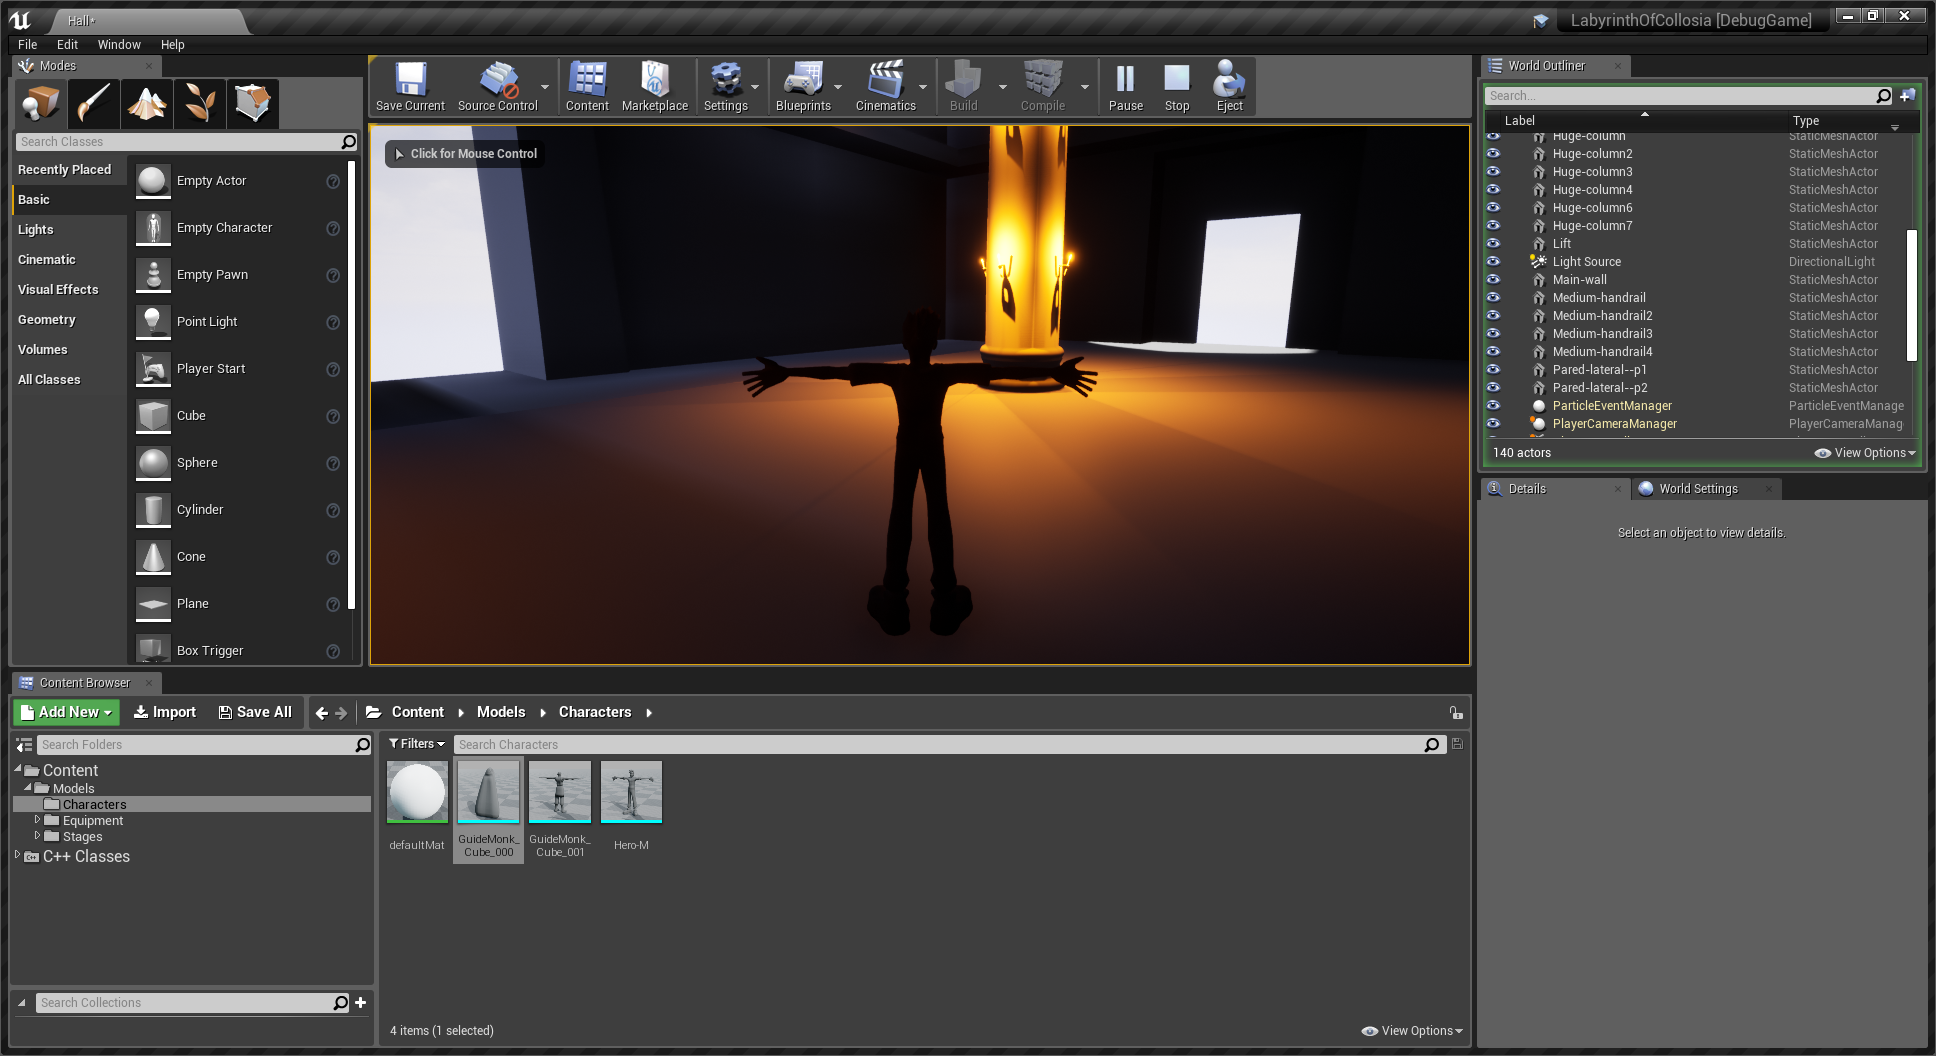 Hall*
LabyrinthOfCollosia [DebugGame]
File Edit Window Help
Modes
Search Classes
Recently Placed
Basic
Lights
Cinematic
Visual Effects
Geometry
Volumes
All Classes
Empty Actor
Empty Character
Empty Pawn
Point Light
Player Start
Cube
Sphere
Cylinder
Cone
Plane
Box Trigger
Save Current Source Control Content Marketplace Settings Blueprints Cinematics Build Compile Pause Stop Eject
Click for Mouse Control
World Outliner
Search...
Label Type
Huge-column StaticMeshActor
Huge-column2 StaticMeshActor
Huge-column3 StaticMeshActor
Huge-column4 StaticMeshActor
Huge-column6 StaticMeshActor
Huge-column7 StaticMeshActor
Lift StaticMeshActor
Light Source DirectionalLight
Main-wall StaticMeshActor
Medium-handrail StaticMeshActor
Medium-handrail2 StaticMeshActor
Medium-handrail3 StaticMeshActor
Medium-handrail4 StaticMeshActor
Pared-lateral--p1 StaticMeshActor
Pared-lateral--p2 StaticMeshActor
ParticleEventManager ParticleEventManage
PlayerCameraManager PlayerCameraManag
140 actors View Options
Details World Settings
Select an object to view details.
Content Browser
Add New Import Save All Content Models Characters
Search Folders
Content
Models
Characters
Equipment
Stages
C++ Classes
Search Collections
Filters Search Characters
defaultMat
GuideMonk_
Cube_000
GuideMonk_
Cube_001
Hero-M
4 items (1 selected) View Options